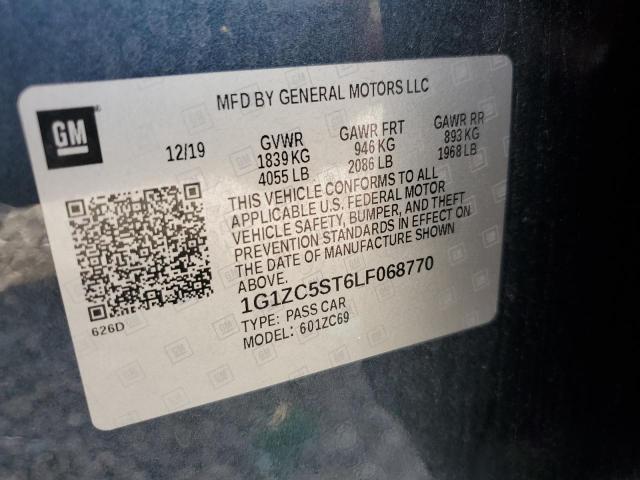 MFD BY GENERAL MOTORS LLC
GM
12/19
GVWR
1839 KG
4055 LB
GAWR FRT
946 KG
2086 LB
GAWR RR
893 KG
1968 LB
THIS VEHICLE CONFORMS TO ALL
APPLICABLE U.S. FEDERAL MOTOR
VEHICLE SAFETY, BUMPER, AND THEFT
PREVENTION STANDARDS IN EFFECT ON
THE DATE OF MANUFACTURE SHOWN
ABOVE.
1G1ZC5ST6LF068770
TYPE: PASS CAR
MODEL: 601ZC69
626D